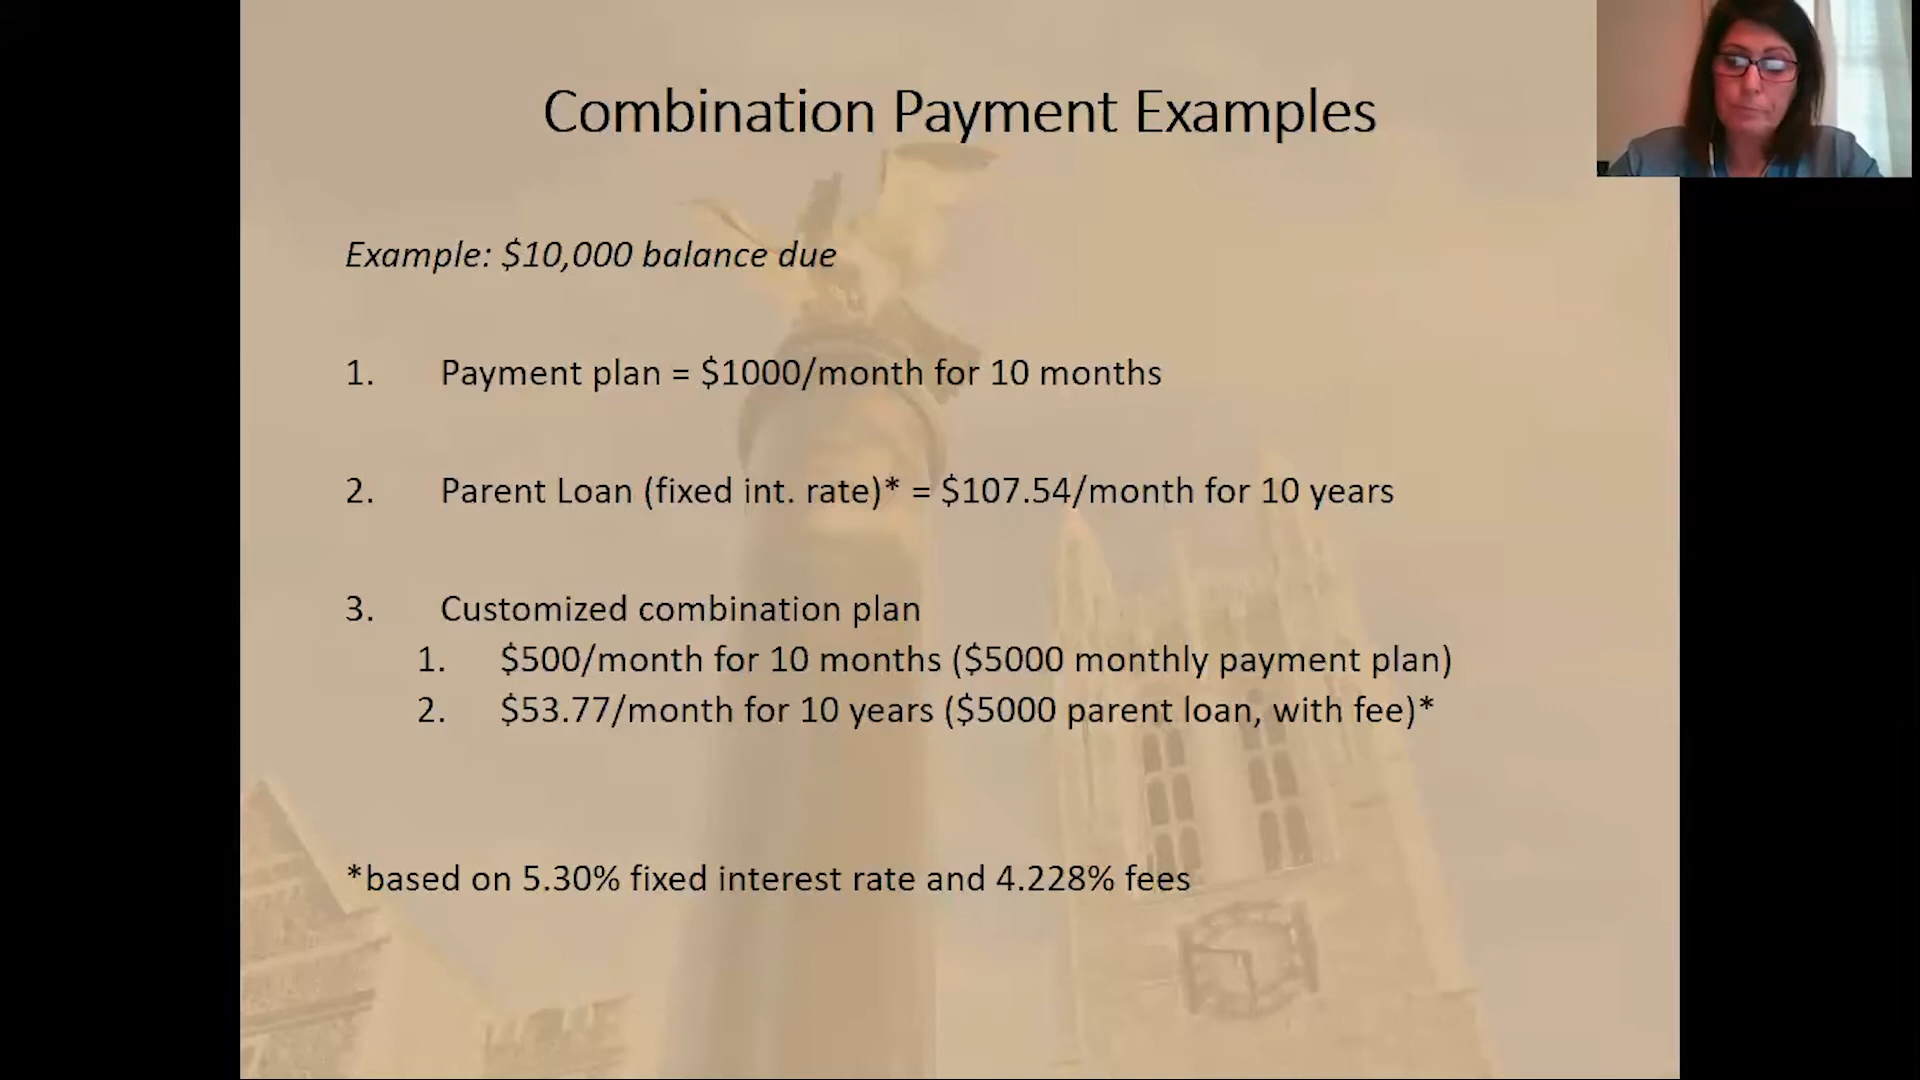 Combination Payment Examples
Example: $10,000 balance due
1. Payment plan = $1000/month for 10 months
2. Parent Loan (fixed int. rate)* = $107.54/month for 10 years
3. Customized combination plan
1. $500/month for 10 months ($5000 monthly payment plan)
2. $53.77/month for 10 years ($5000 parent loan, with fee)*
*based on 5.30% fixed interest rate and 4.228% fees